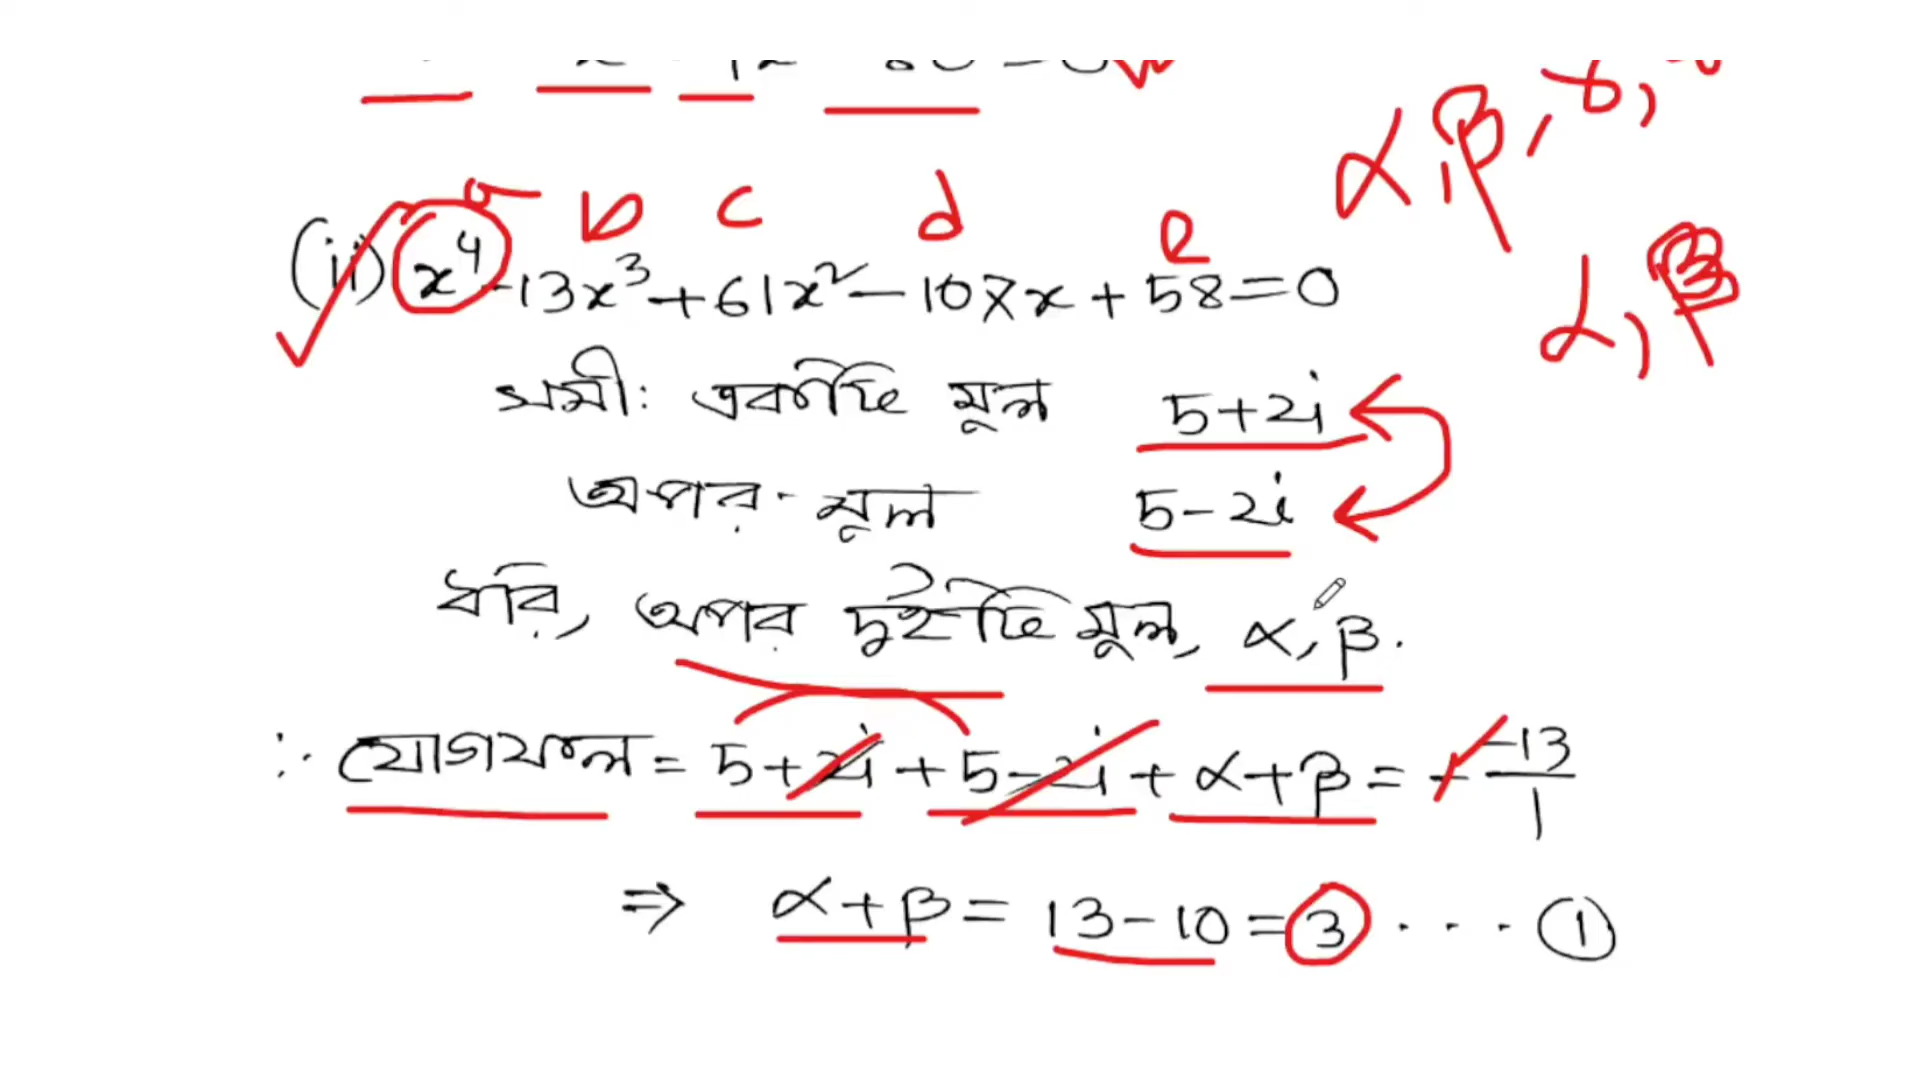 α, β, γ,
a b c d e
(ii) x⁴-13x³+61x²-107x+58=0
α, β
সমী: একটি মূল 5+2i
অপর মূল 5-2i
ধরি, অপর দুইটি মূল, α, β.
∴ যোগফল = 5+2i+5-2i+α+β = - -13/1
⇒ α+β = 13-10 = 3 ... ①